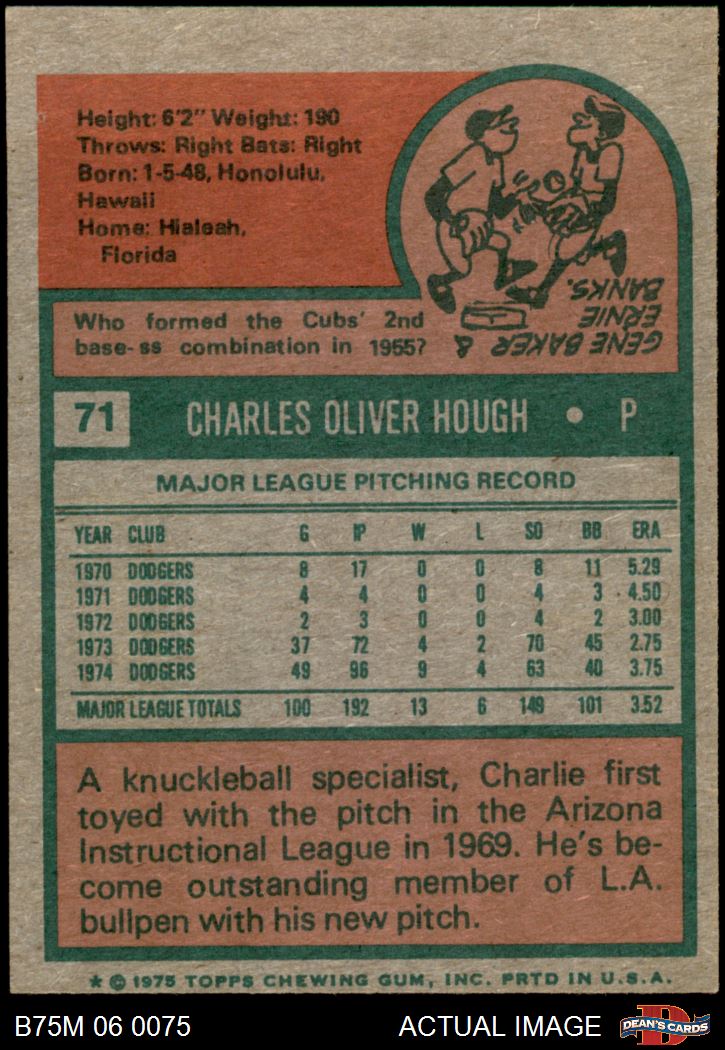 Height: 6'2" Weight: 190
Throws: Right Bats: Right
Born: 1-5-48, Honolulu,
Hawaii
Home: Hialeah,
Florida
Who formed the Cubs' 2nd
base-ss combination in 1955?
GENE BAKER &
ERNIE
BANKS.
71 CHARLES OLIVER HOUGH • P
MAJOR LEAGUE PITCHING RECORD
YEAR CLUB G IP W L SO BB ERA
1970 DODGERS 8 17 0 0 8 11 5.29
1971 DODGERS 4 4 0 0 4 3 4.50
1972 DODGERS 2 3 0 0 4 2 3.00
1973 DODGERS 37 72 4 2 70 45 2.75
1974 DODGERS 49 96 9 4 63 40 3.75
MAJOR LEAGUE TOTALS 100 192 13 6 149 101 3.52
A knuckleball specialist, Charlie first
toyed with the pitch in the Arizona
Instructional League in 1969. He's be-
come outstanding member of L.A.
bullpen with his new pitch.
* © 1975 TOPPS CHEWING GUM, INC. PRTD IN U.S.A.
B75M 06 0075 ACTUAL IMAGE DEAN'S CARDS